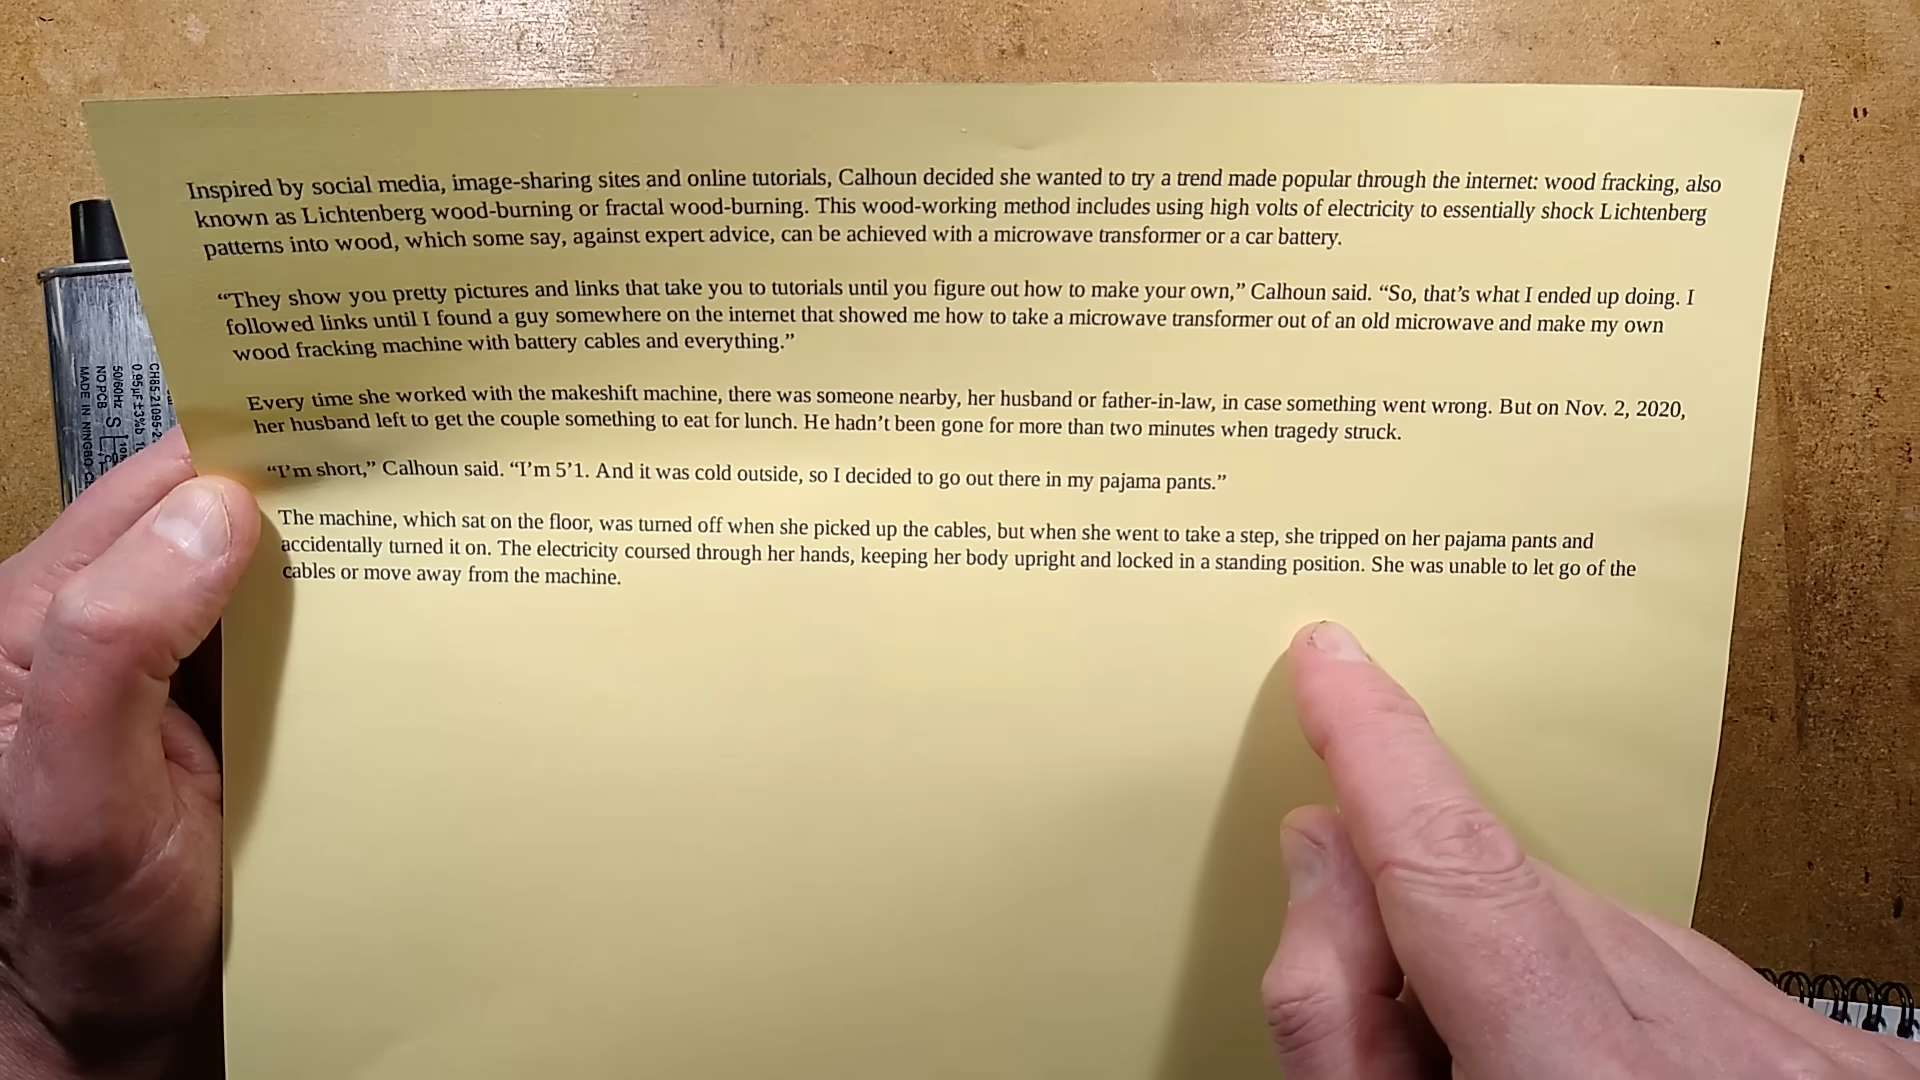 Inspired by social media, image-sharing sites and online tutorials, Calhoun decided she wanted to try a trend made popular through the internet: wood fracking, also
known as Lichtenberg wood-burning or fractal wood-burning. This wood-working method includes using high volts of electricity to essentially shock Lichtenberg
patterns into wood, which some say, against expert advice, can be achieved with a microwave transformer or a car battery.
“They show you pretty pictures and links that take you to tutorials until you figure out how to make your own,” Calhoun said. “So, that’s what I ended up doing. I
followed links until I found a guy somewhere on the internet that showed me how to take a microwave transformer out of an old microwave and make my own
wood fracking machine with battery cables and everything.”
Every time she worked with the makeshift machine, there was someone nearby, her husband or father-in-law, in case something went wrong. But on Nov. 2, 2020,
her husband left to get the couple something to eat for lunch. He hadn’t been gone for more than two minutes when tragedy struck.
“I’m short,” Calhoun said. “I’m 5’1. And it was cold outside, so I decided to go out there in my pajama pants.”
The machine, which sat on the floor, was turned off when she picked up the cables, but when she went to take a step, she tripped on her pajama pants and
accidentally turned it on. The electricity coursed through her hands, keeping her body upright and locked in a standing position. She was unable to let go of the
cables or move away from the machine.
0.95µF ±3%
50/60Hz
NO PCB
MADE IN NINGBO